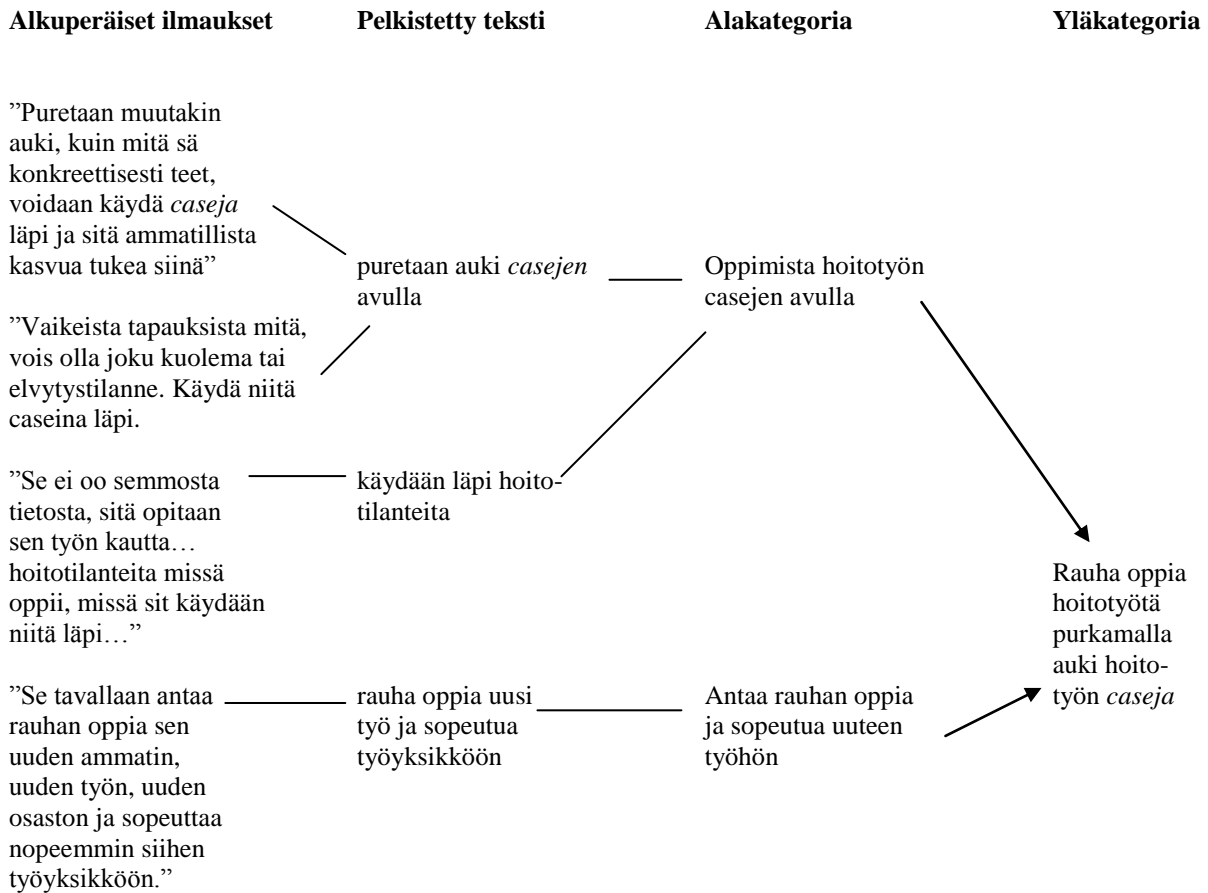 Alkuperäiset ilmaukset
Pelkistetty teksti
Alakategoria
Yläkategoria
”Puretaan muutakin
auki, kuin mitä sä
konkreettisesti teet,
voidaan käydä caseja
läpi ja sitä ammatillista
kasvua tukea siinä”
”Vaikeista tapauksista mitä,
vois olla joku kuolema tai
elvytystilanne. Käydä niitä
caseina läpi.
”Se ei oo semmosta
tietosta, sitä opitaan
sen työn kautta…
hoitotilanteita missä
oppii, missä sit käydään
niitä läpi…”
”Se tavallaan antaa
rauhan oppia sen
uuden ammatin,
uuden työn, uuden
osaston ja sopeuttaa
nopeemmin siihen
työyksikköön.”
puretaan auki casejen
avulla
käydään läpi hoito-
tilanteita
rauha oppia uusi
työ ja sopeutua
työyksikköön
Oppimista hoitotyön
casejen avulla
Antaa rauhan oppia
ja sopeutua uuteen
työhön
Rauha oppia
hoitotyötä
purkamalla
auki hoito-
työn caseja